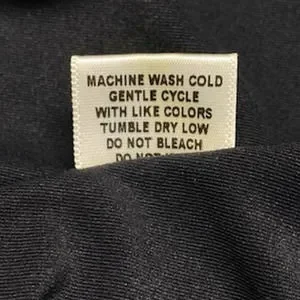 MACHINE WASH COLD
GENTLE CYCLE
WITH LIKE COLORS
TUMBLE DRY LOW
DO NOT BLEACH
DO NOT